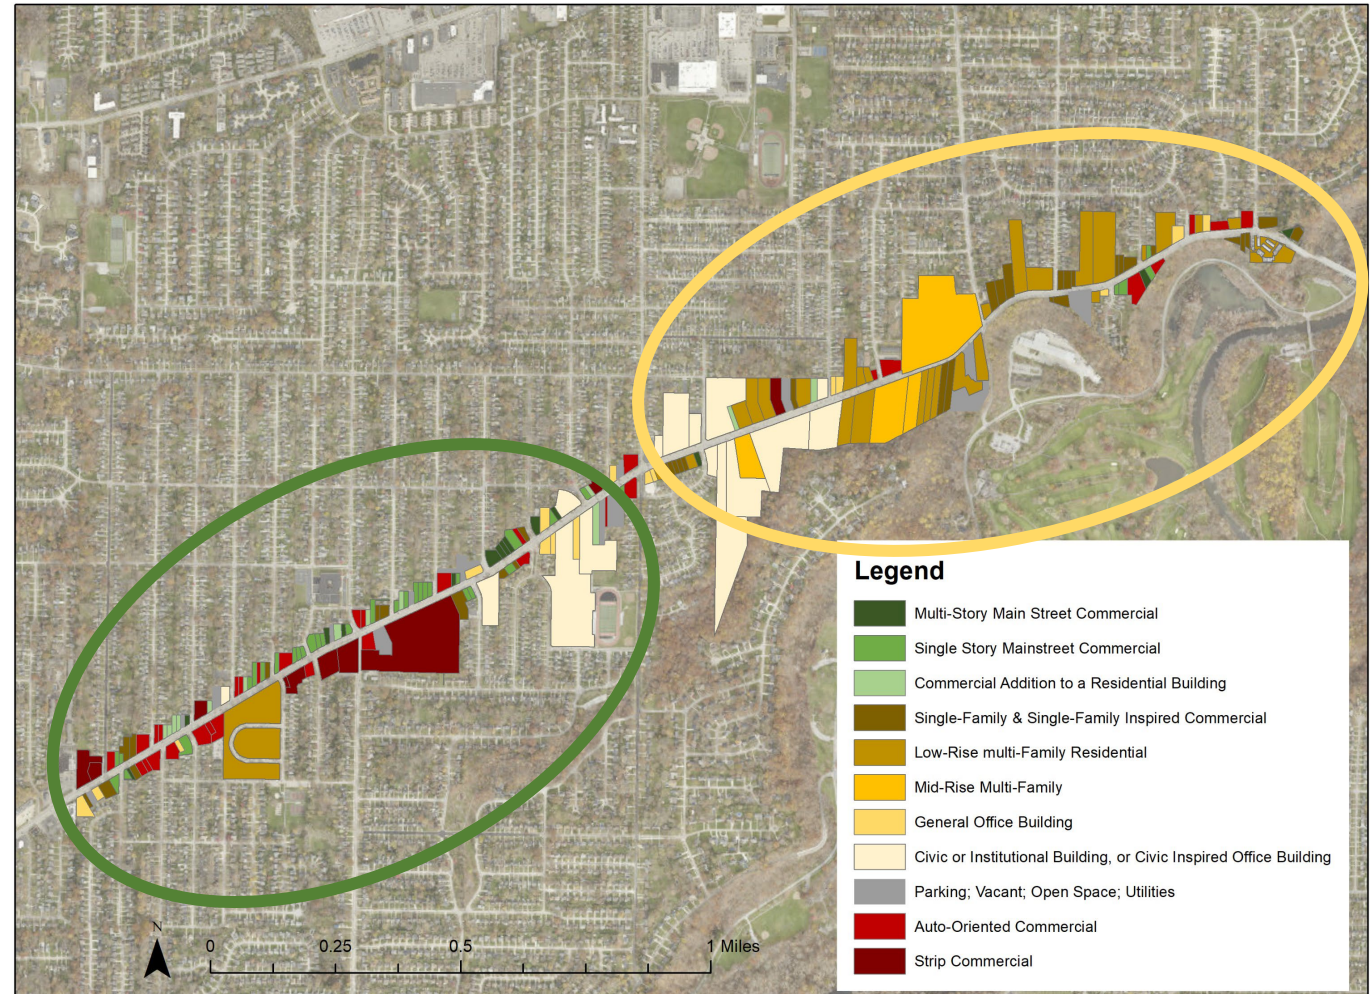 Legend
Multi-Story Main Street Commercial
Single Story Mainstreet Commercial
Commercial Addition to a Residential Building
Single-Family & Single-Family Inspired Commercial
Low-Rise multi-Family Residential
Mid-Rise Multi-Family
General Office Building
Civic or Institutional Building, or Civic Inspired Office Building
Parking; Vacant; Open Space; Utilities
Auto-Oriented Commercial
Strip Commercial
N
0 0.25 0.5 1 Miles